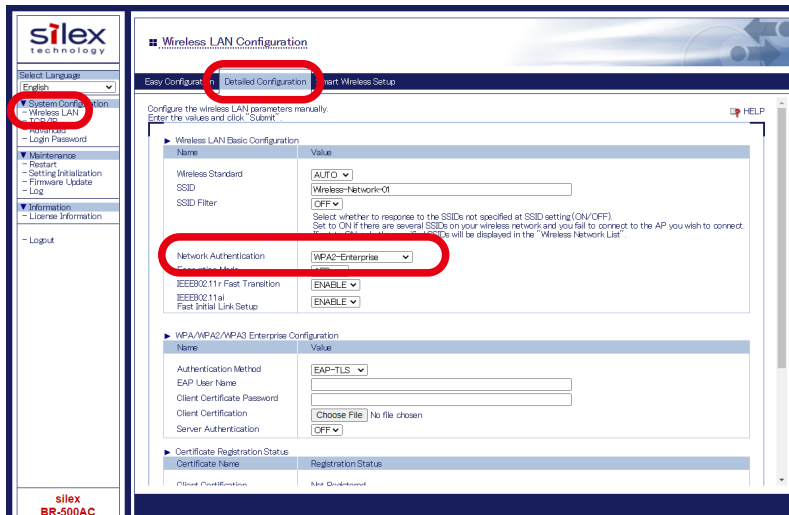 silex
technology
Select Language
English
▼ System Configuration
- Wireless LAN
- TCP/IP
- Advanced
- Login Password
▼ Maintenance
- Restart
- Setting Initialization
- Firmware Update
- Log
▼ Information
- License Information
- Logout
silex
BR-500AC
Wireless LAN Configuration
Easy Configuration Detailed Configuration Smart Wireless Setup
Configure the wireless LAN parameters manually.
Enter the values and click "Submit".
HELP
► Wireless LAN Basic Configuration
Name Value
Wireless Standard AUTO
SSID Wireless-Network-01
SSID Filter OFF
Select whether to response to the SSIDs not specified at SSID setting(ON/OFF).
Set to ON if there are several SSIDs on your wireless network and you fail to connect to the AP you wish to connect.
SSIDs will be displayed in the "Wireless Network List".
Network Authentication WPA2-Enterprise
Encryption Mode
IEEE802.11r Fast Transition ENABLE
IEEE802.11ai
Fast Initial Link Setup ENABLE
► WPA/WPA2/WPA3 Enterprise Configuration
Name Value
Authentication Method EAP-TLS
EAP User Name
Client Certificate Password
Client Certification Choose File No file chosen
Server Authentication OFF
► Certificate Registration Status
Certificate Name Registration Status
Client Certification Not Registered